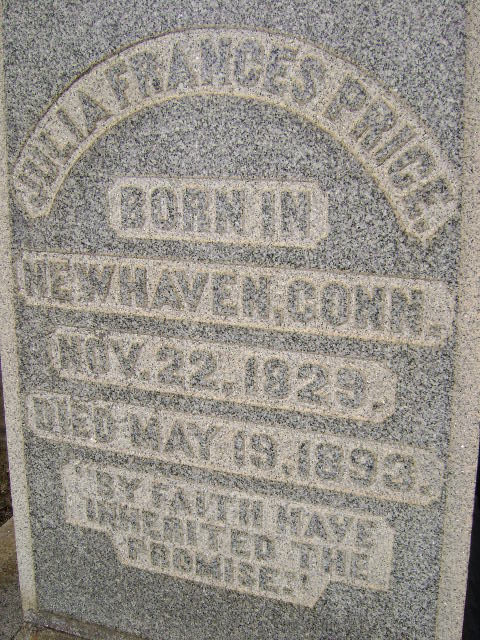 JULIA FRANCES PRICE.
BORN IN
NEW HAVEN, CONN.
NOV. 22, 1829.
DIED MAY 19, 1893.
"BY FAITH HAVE
INHERITED THE
PROMISE."